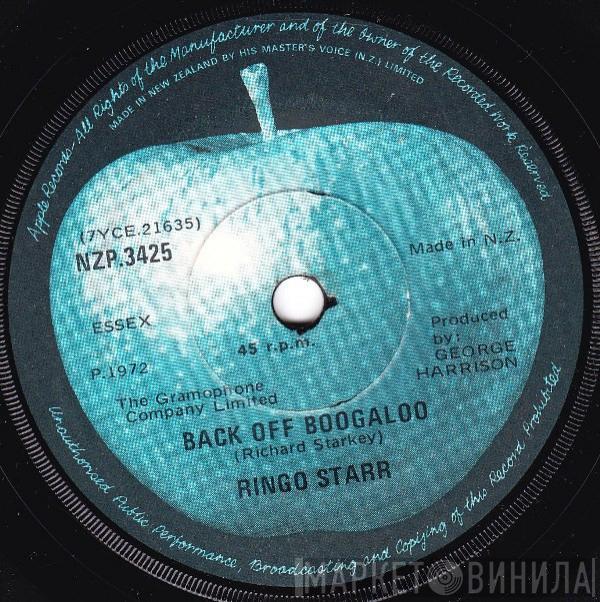 Apple Records-All Rights of the Manufacturer and of the Owner of the Recorded Work Reserved
MADE IN NEW ZEALAND BY HIS MASTER'S VOICE (N.Z.) LIMITED
(7YCE.21635)
NZP.3425
Made in N.Z.
ESSEX
45 r.p.m.
Produced
by:
GEORGE
HARRISON
P.1972
The Gramophone
Company Limited
BACK OFF BOOGALOO
(Richard Starkey)
RINGO STARR
Unauthorised Public Performance, Broadcasting and Copying of this Record Prohibited
МАРКЕТ ВИНИЛА